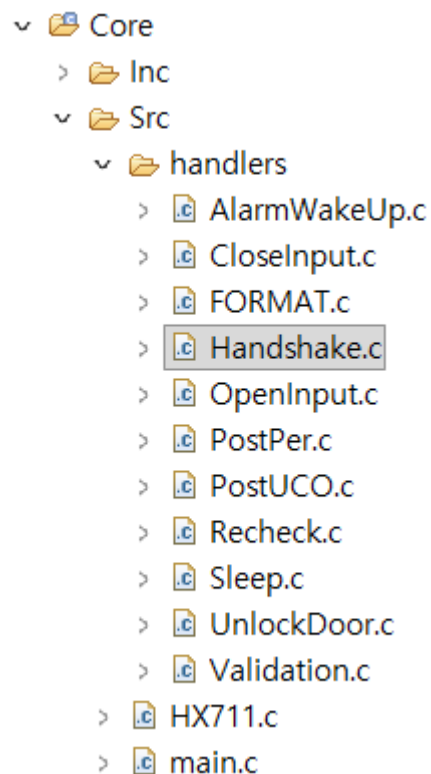 Core
Inc
Src
handlers
AlarmWakeUp.c
CloseInput.c
FORMAT.c
Handshake.c
OpenInput.c
PostPer.c
PostUCO.c
Recheck.c
Sleep.c
UnlockDoor.c
Validation.c
HX711.c
main.c